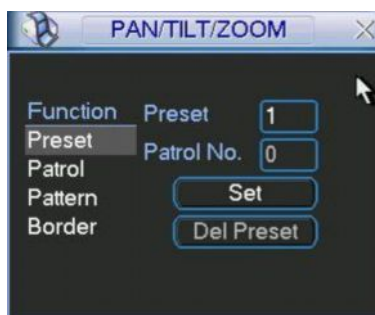 PAN/TILT/ZOOM
Function
Preset
Patrol
Pattern
Border
Preset 1
Patrol No. 0
Set
Del Preset